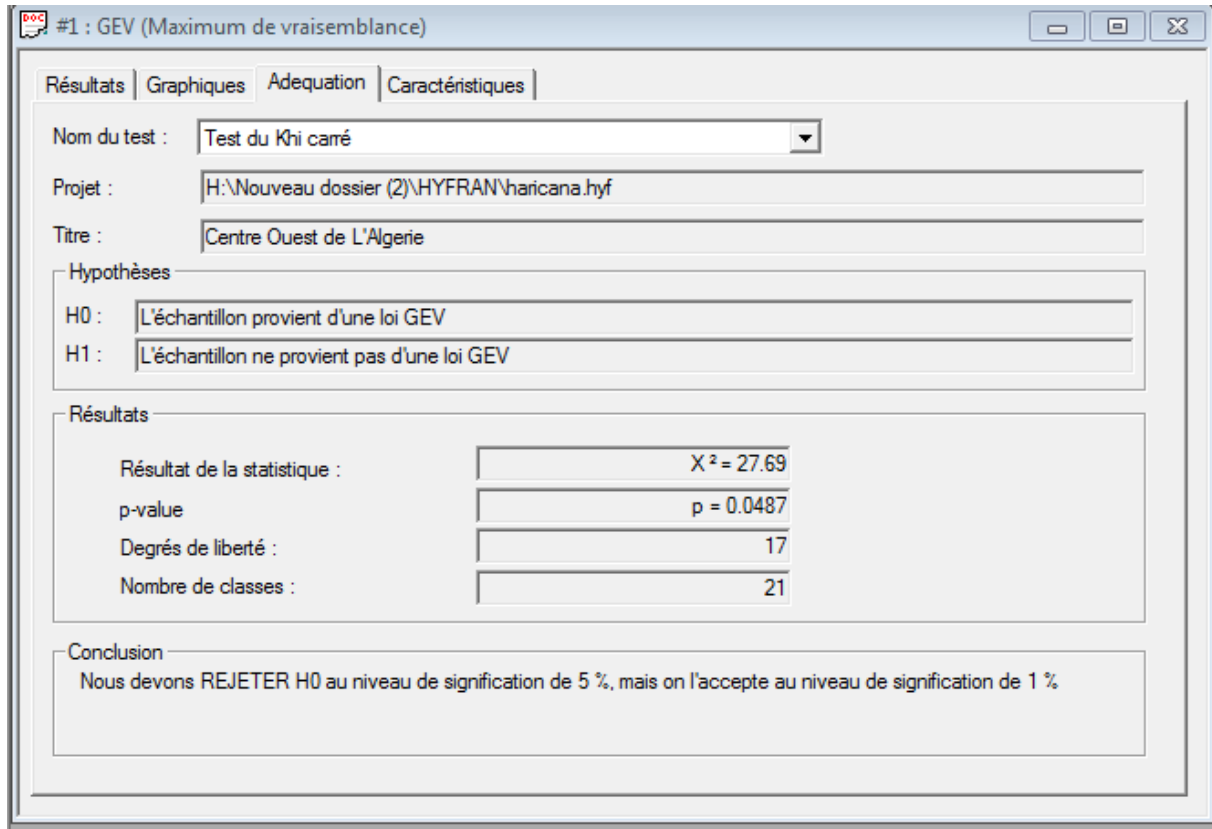 #1 : GEV (Maximum de vraisemblance)
Résultats Graphiques Adequation Caractéristiques
Nom du test : Test du Khi carré
Projet : H:\Nouveau dossier (2)\HYFRAN\haricana.hyf
Titre : Centre Ouest de L'Algerie
Hypothèses
H0 : L'échantillon provient d'une loi GEV
H1 : L'échantillon ne provient pas d'une loi GEV
Résultats
Résultat de la statistique : X ² = 27.69
p-value p = 0.0487
Degrés de liberté : 17
Nombre de classes : 21
Conclusion
Nous devons REJETER H0 au niveau de signification de 5 %, mais on l'accepte au niveau de signification de 1 %